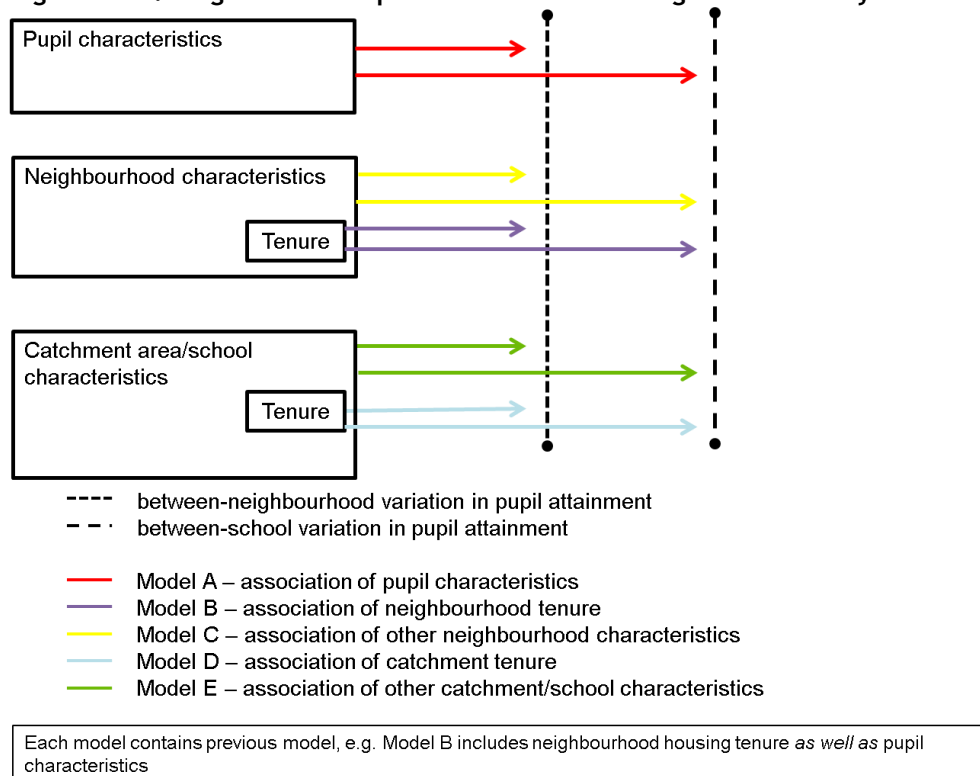 Pupil characteristics
Neighbourhood characteristics
Tenure
Catchment area/school
characteristics
Tenure
between-neighbourhood variation in pupil attainment
between-school variation in pupil attainment
Model A – association of pupil characteristics
Model B – association of neighbourhood tenure
Model C – association of other neighbourhood characteristics
Model D – association of catchment tenure
Model E – association of other catchment/school characteristics
Each model contains previous model, e.g. Model B includes neighbourhood housing tenure as well as pupil
characteristics